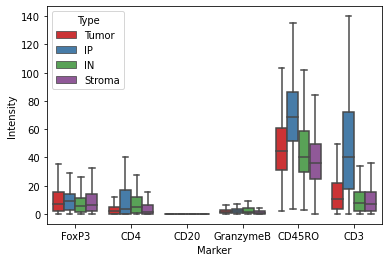 Type
Tumor
IP
IN
Stroma
Intensity
140
120
100
80
60
40
20
0
FoxP3 CD4 CD20 GranzymeB CD45RO CD3
Marker